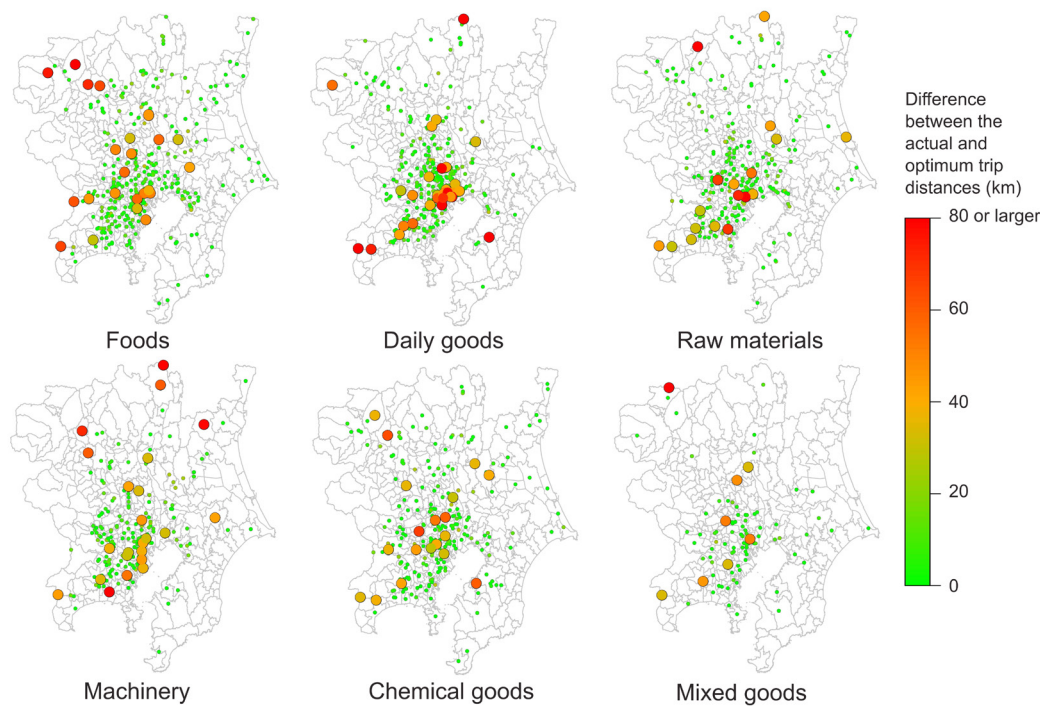 Foods
Daily goods
Raw materials
Machinery
Chemical goods
Mixed goods
Difference
between the
actual and
optimum trip
distances (km)
80 or larger
60
40
20
0